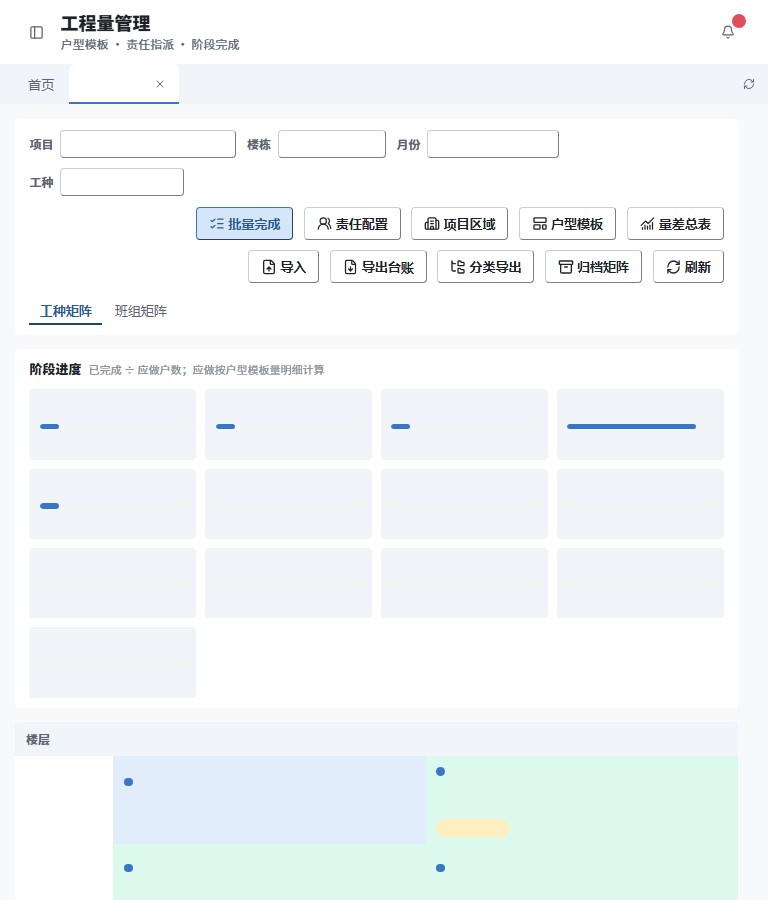 工程量管理
户型模板 • 责任指派 • 阶段完成
首页
项目 楼栋 月份
工种
批量完成 责任配置 项目区域 户型模板 量差总表
导入 导出台账 分类导出 归档矩阵 刷新
工种矩阵 班组矩阵
阶段进度 已完成 ÷ 应做户数；应做按户型模板量明细计算
楼层